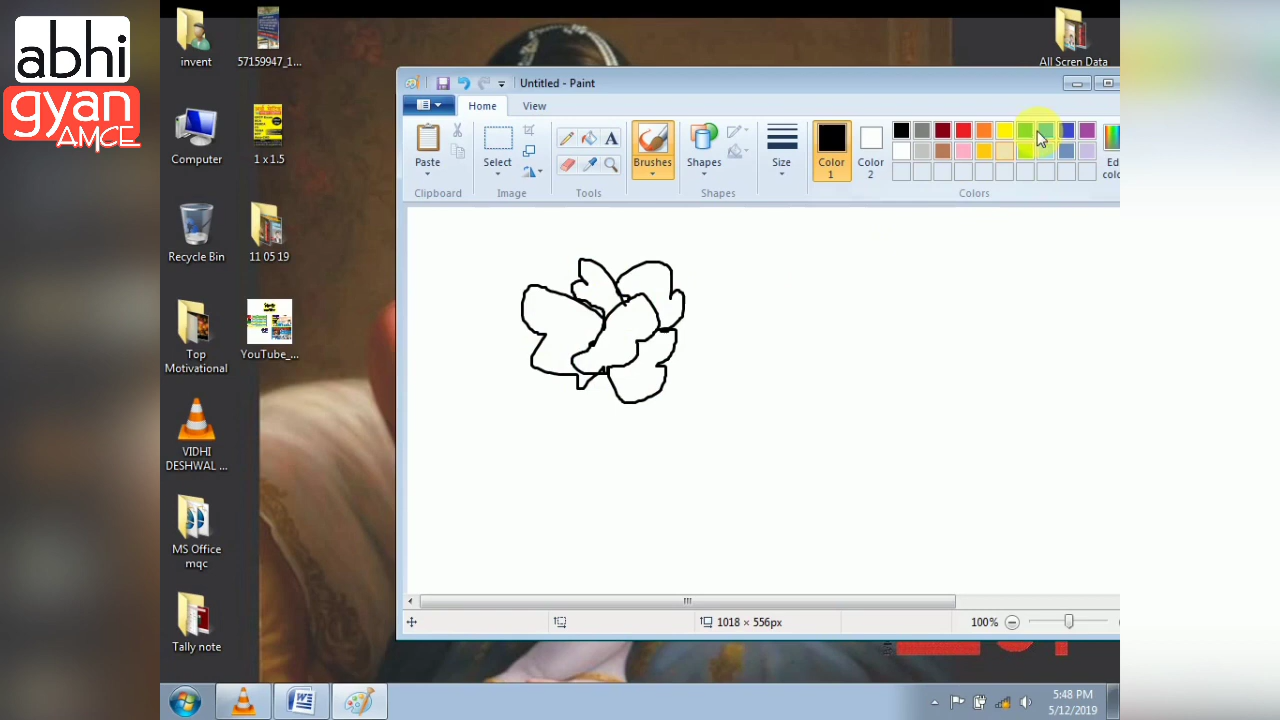 abhi
gyan
AMCE
invent
57159947_1...
All Scren Data
Computer
1 x 1.5
Recycle Bin
11 05 19
Top
Motivational
YouTube_...
VIDHI
DESHWAL ...
MS Office
mqc
Tally note
Untitled - Paint
Home
View
Paste
Select
A
Brushes
Shapes
Size
Color
1
Color
2
Ed
colo
Clipboard
Image
Tools
Shapes
Colors
1018 × 556px
100%
5:48 PM
5/12/2019